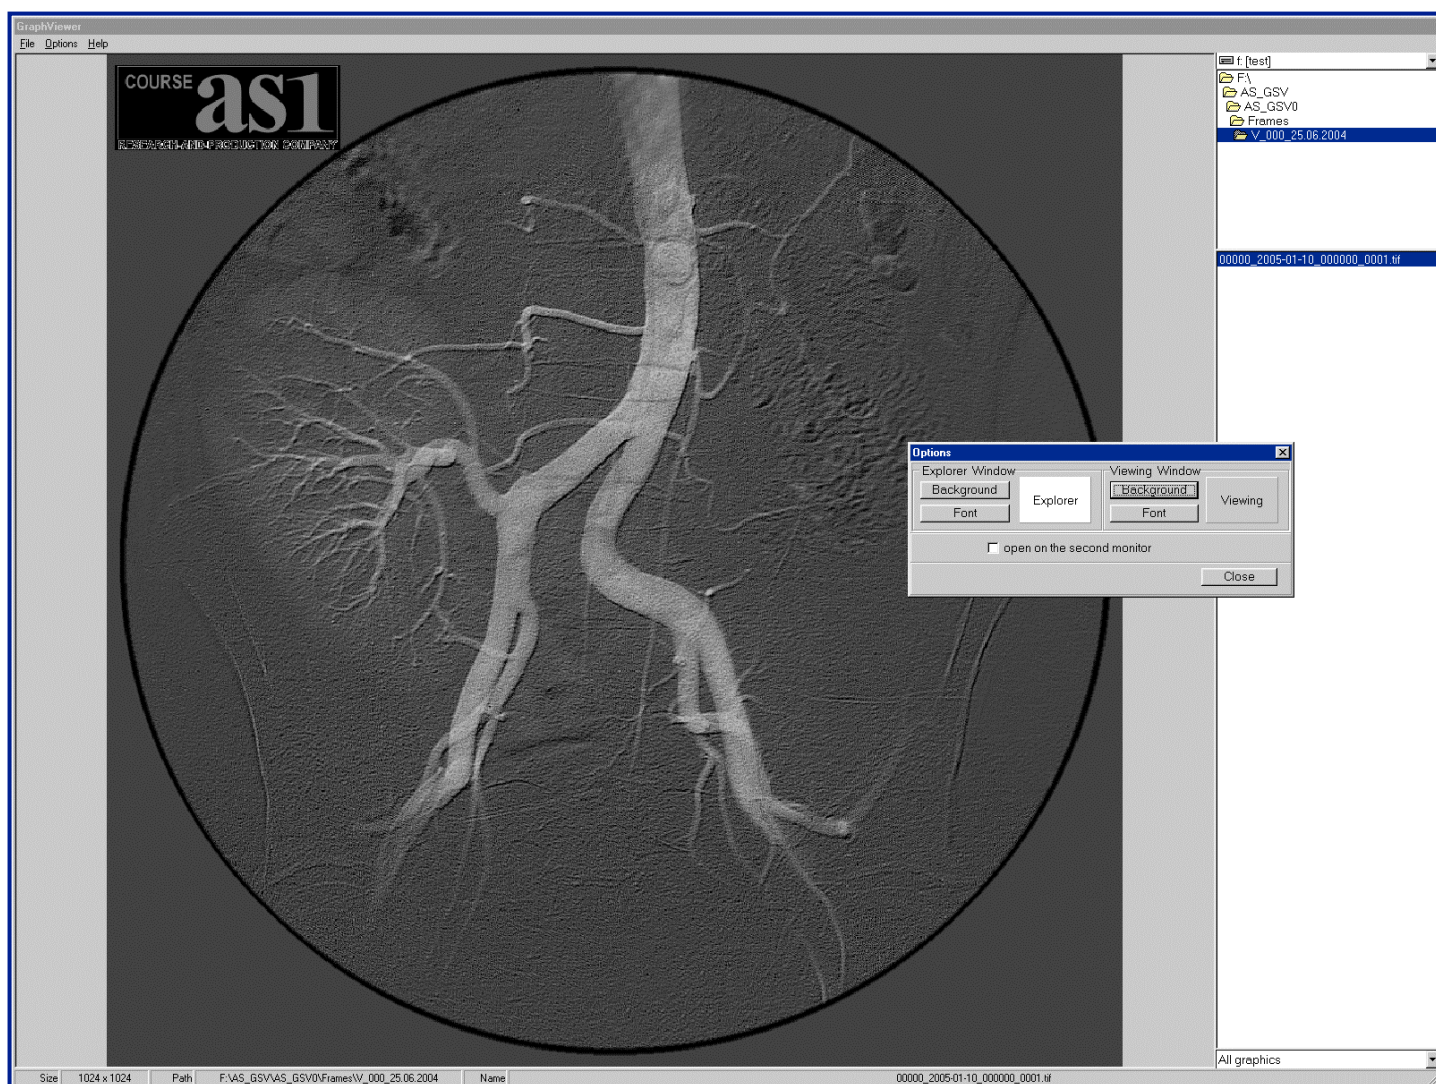 GraphViewer
File Options Help
COURSE as1
RESEARCH-AND-PRODUCTION COMPANY
f: [test]
F:\
AS_GSV
AS_GSV0
Frames
V_000_25.06.2004
00000_2005-01-10_000000_0001.tif
Options
Explorer Window
Background
Font
Explorer
Viewing Window
Background
Font
Viewing
open on the second monitor
Close
All graphics
Size 1024 x 1024 Path F:\AS_GSV\AS_GSV0\Frames\V_000_25.06.2004 Name 00000_2005-01-10_000000_0001.tif